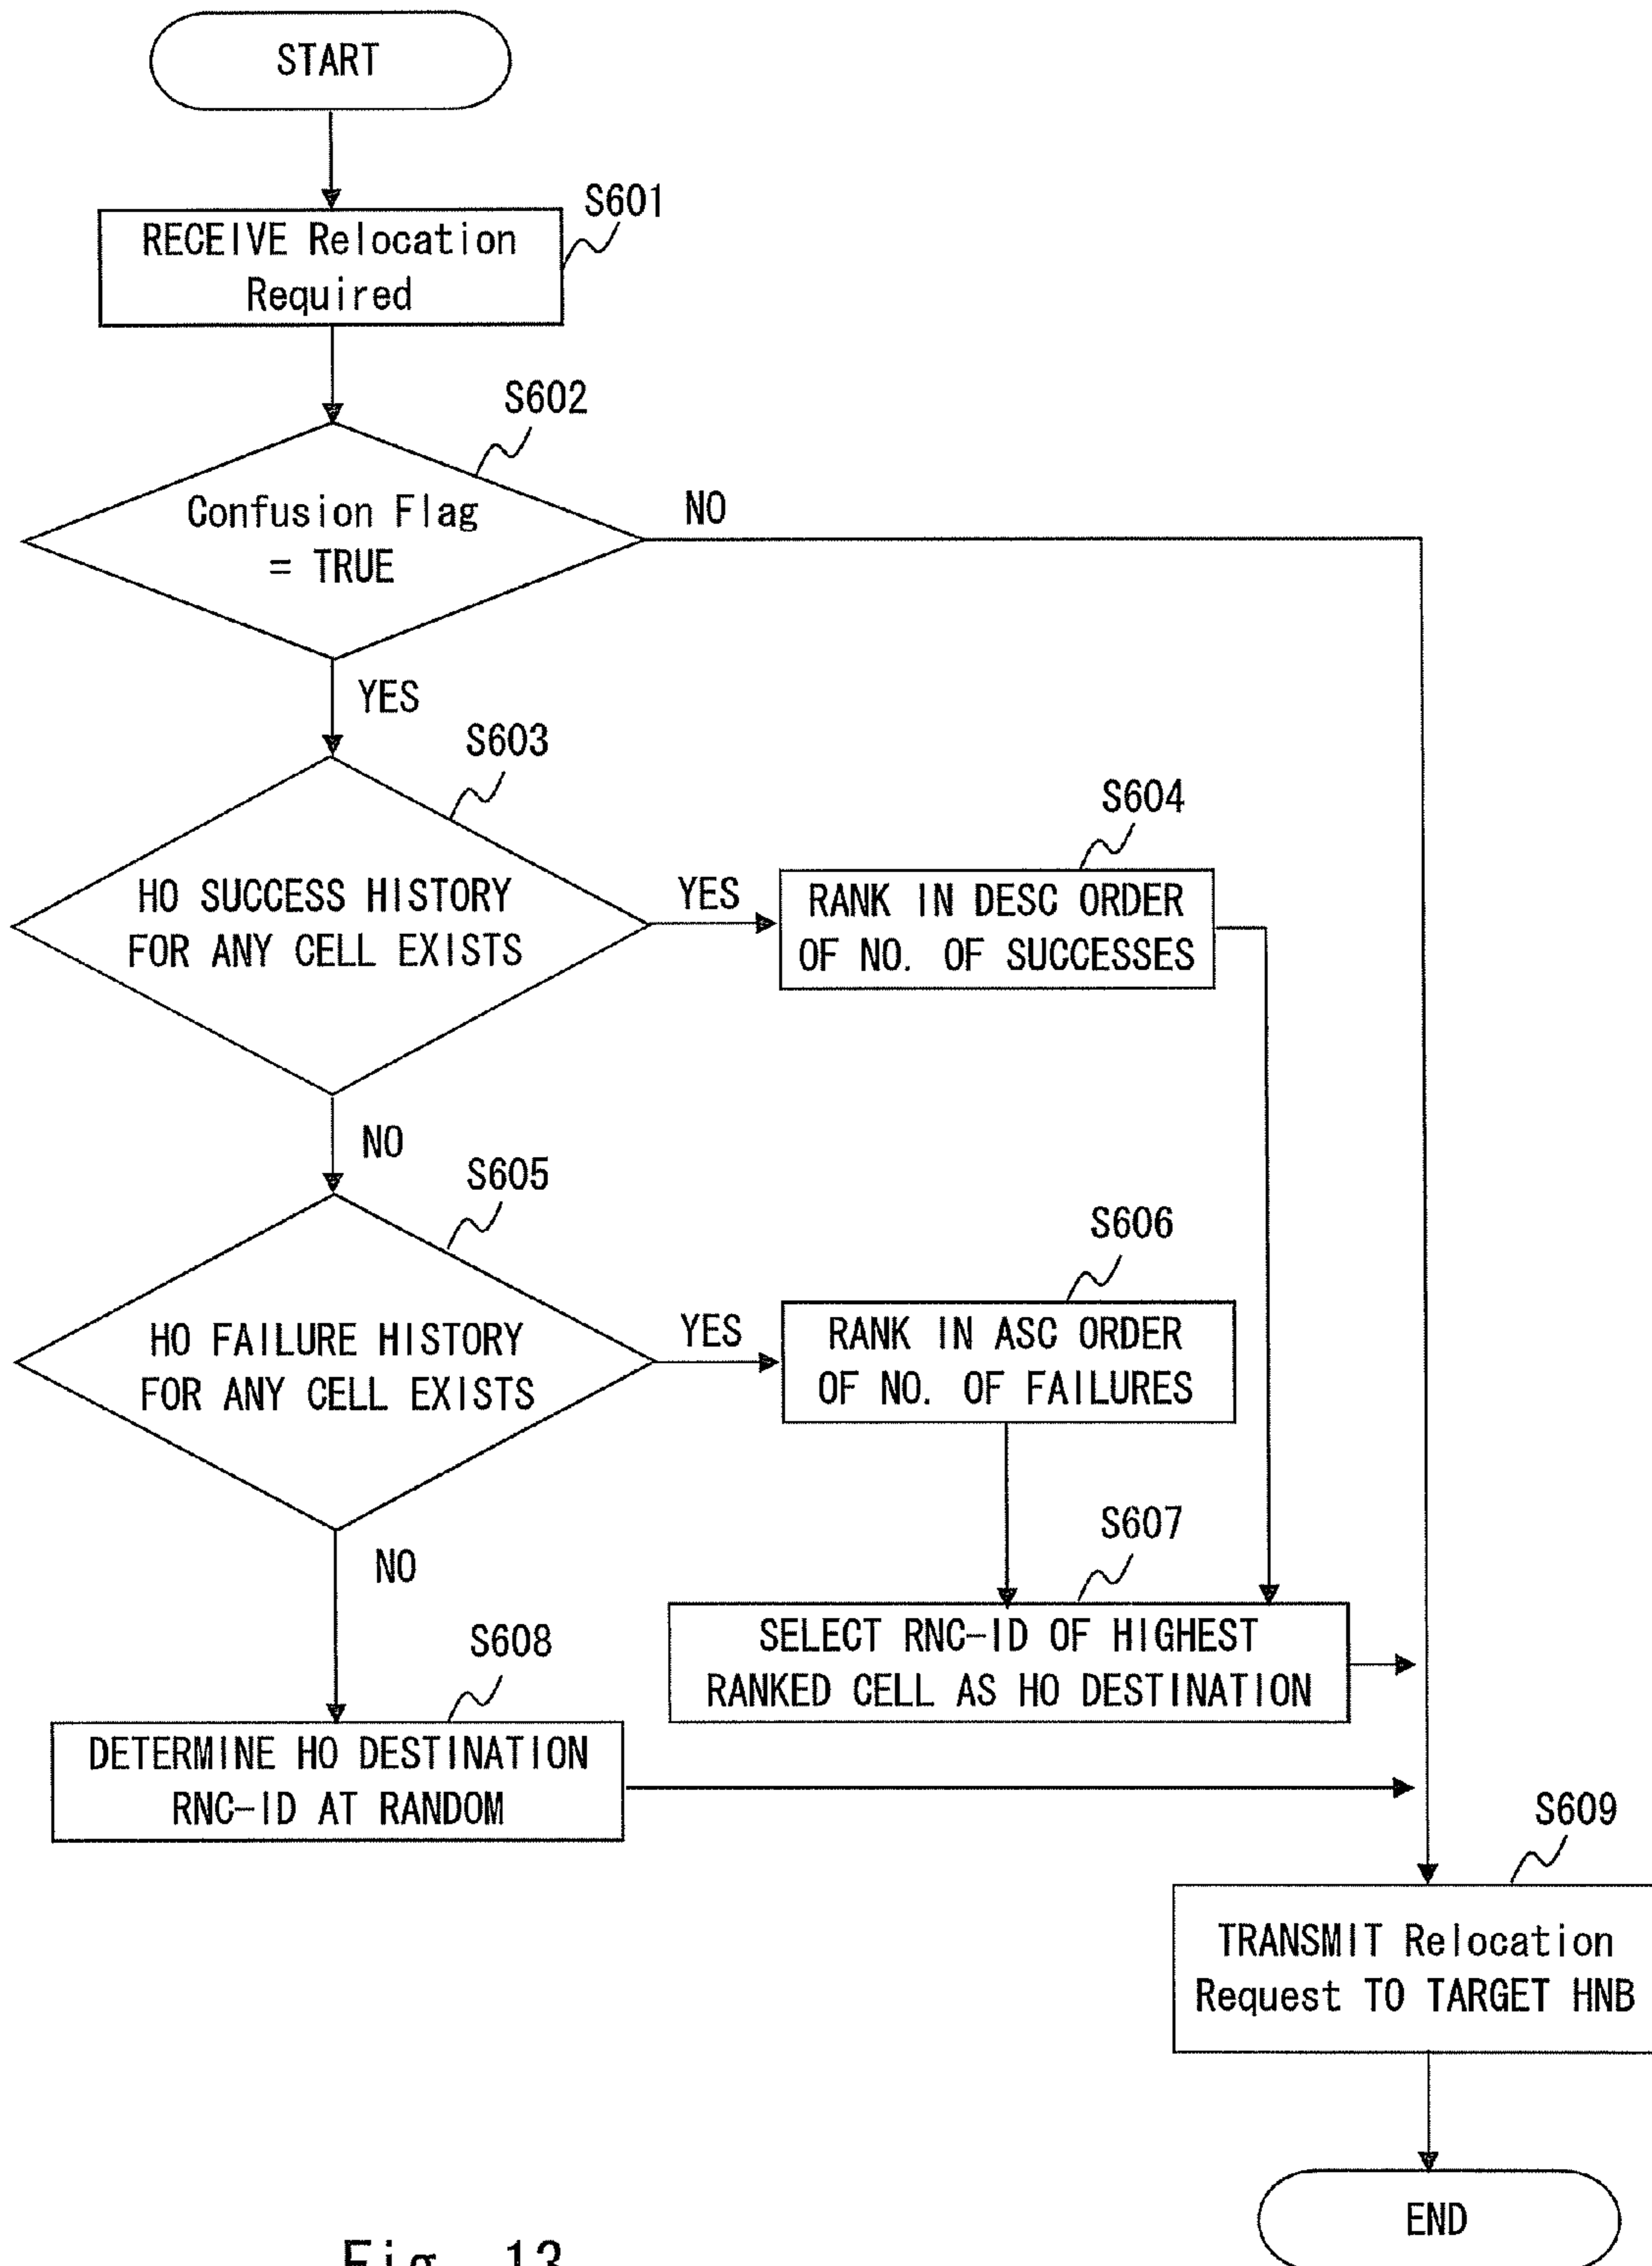 START
S601
RECEIVE Relocation
Required
S602
Confusion Flag
= TRUE
NO
YES
S603
HO SUCCESS HISTORY
FOR ANY CELL EXISTS
YES
S604
RANK IN DESC ORDER
OF NO. OF SUCCESSES
NO
S605
HO FAILURE HISTORY
FOR ANY CELL EXISTS
YES
S606
RANK IN ASC ORDER
OF NO. OF FAILURES
NO
S607
SELECT RNC-ID OF HIGHEST
RANKED CELL AS HO DESTINATION
S608
DETERMINE HO DESTINATION
RNC-ID AT RANDOM
S609
TRANSMIT Relocation
Request TO TARGET HNB
END
Fig. 13